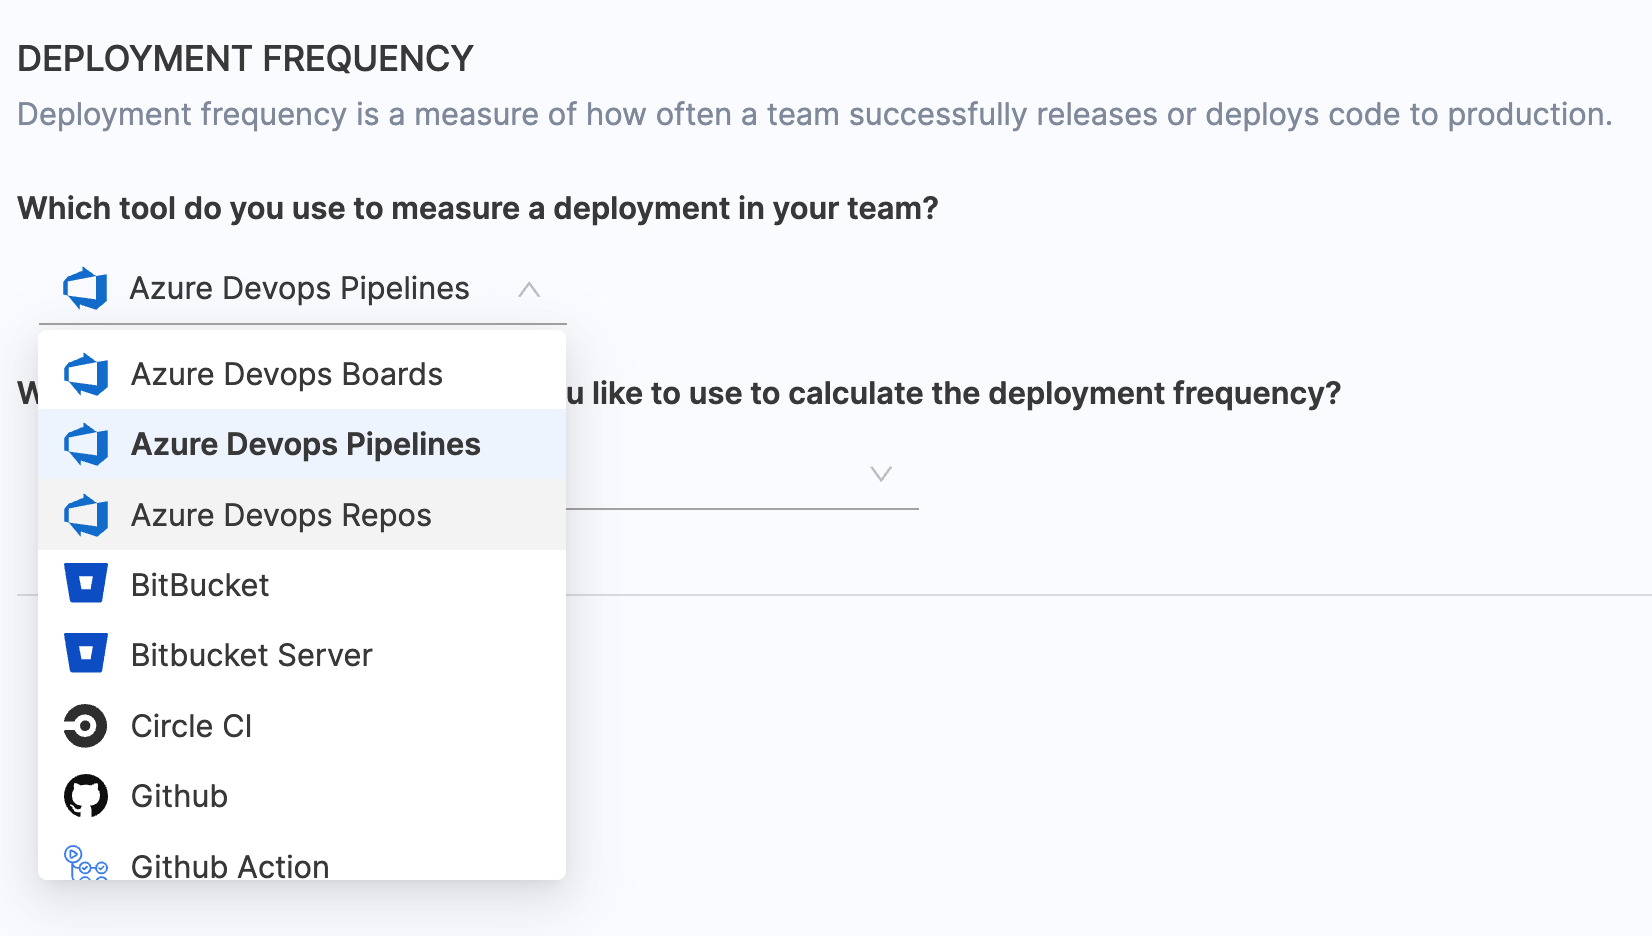 DEPLOYMENT FREQUENCY
Deployment frequency is a measure of how often a team successfully releases or deploys code to production.
Which tool do you use to measure a deployment in your team?
Azure Devops Pipelines
like to use to calculate the deployment frequency?
Azure Devops Boards
Azure Devops Pipelines
Azure Devops Repos
BitBucket
Bitbucket Server
Circle CI
Github
Github Action